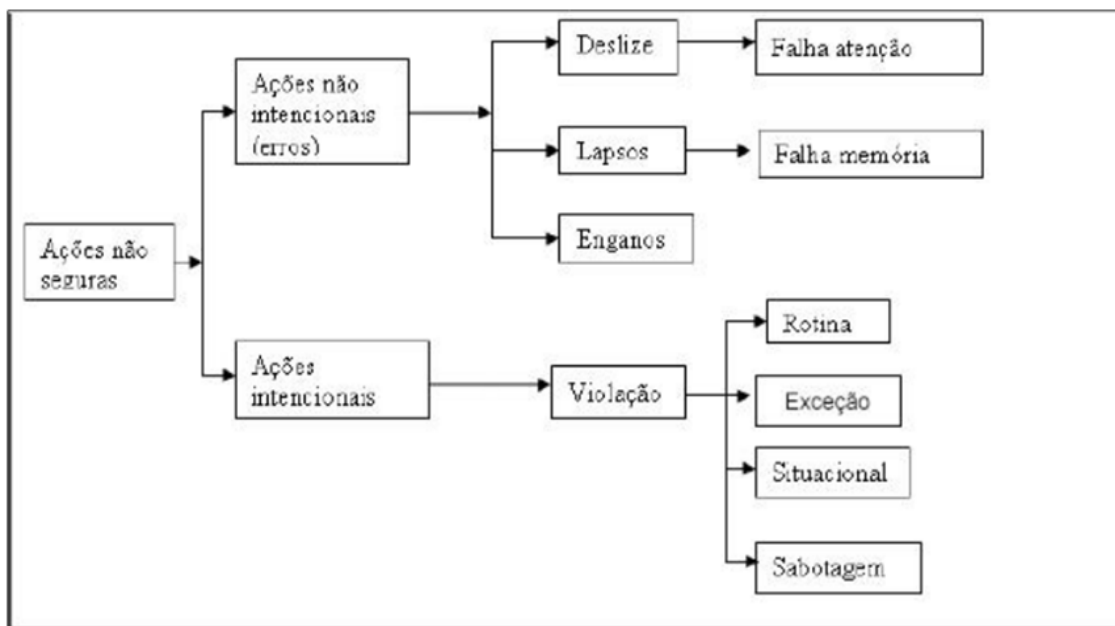 Deslize
Falha atenção
Ações não
intencionais
(erros)
Lapsos
Falha memória
Enganos
Ações não
seguras
Rotina
Ações
intencionais
Violação
Exceção
Situacional
Sabotagem